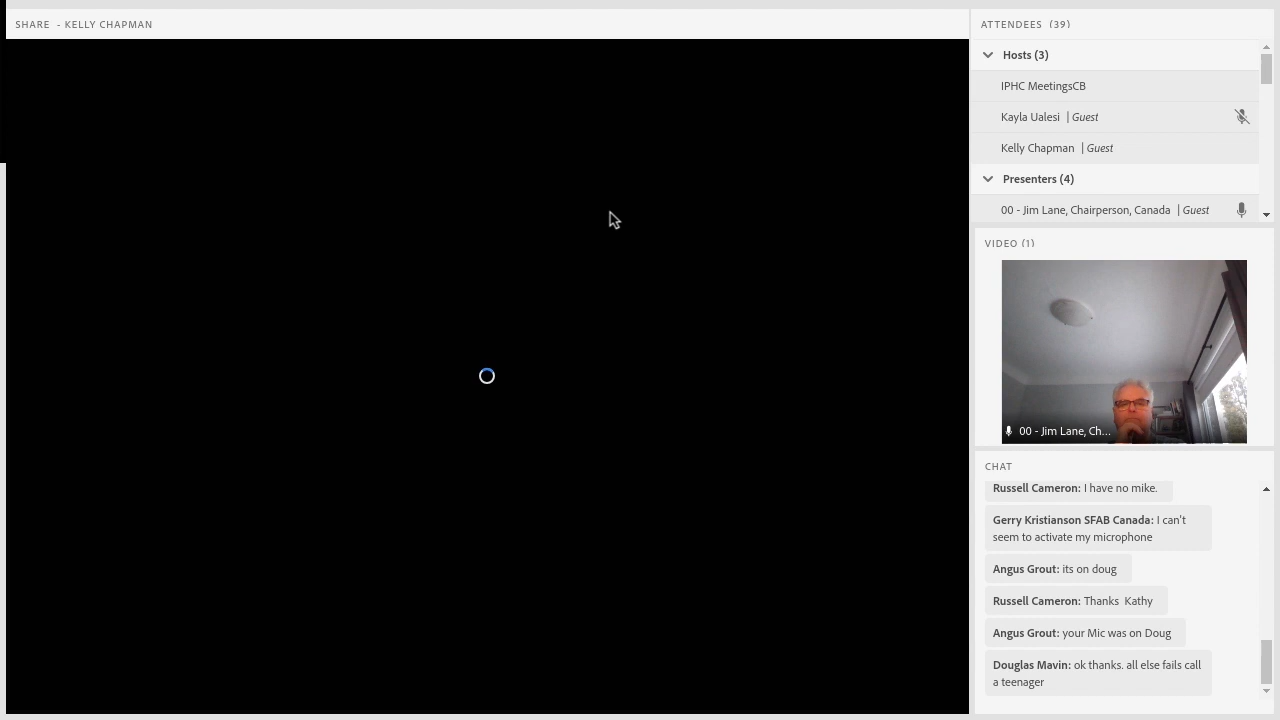 SHARE - KELLY CHAPMAN
ATTENDEES (39)
Hosts (3)
IPHC MeetingsCB
Kayla Ualesi | Guest
Kelly Chapman | Guest
Presenters (4)
00 - Jim Lane, Chairperson, Canada | Guest
VIDEO (1)
00 - Jim Lane, Ch...
CHAT
Russell Cameron: I have no mike.
Gerry Kristianson SFAB Canada: I can't
seem to activate my microphone
Angus Grout: its on doug
Russell Cameron: Thanks Kathy
Angus Grout: your Mic was on Doug
Douglas Mavin: ok thanks. all else fails call
a teenager